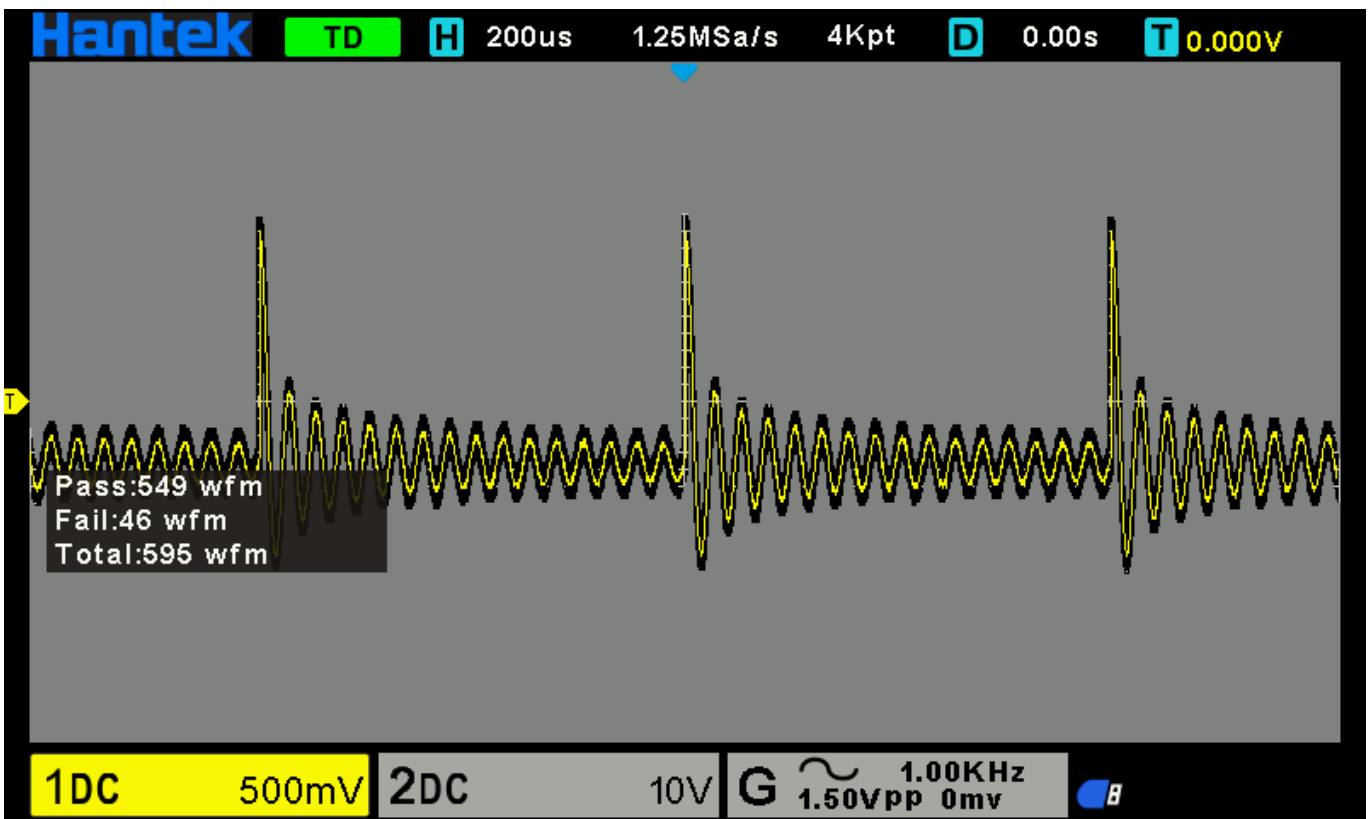 Hantek TD H 200us 1.25MSa/s 4Kpt D 0.00s T 0.000V
T
Pass:549 wfm
Fail:46 wfm
Total:595 wfm
1DC 500mV 2DC 10V G 1.00KHz
1.50Vpp 0mv